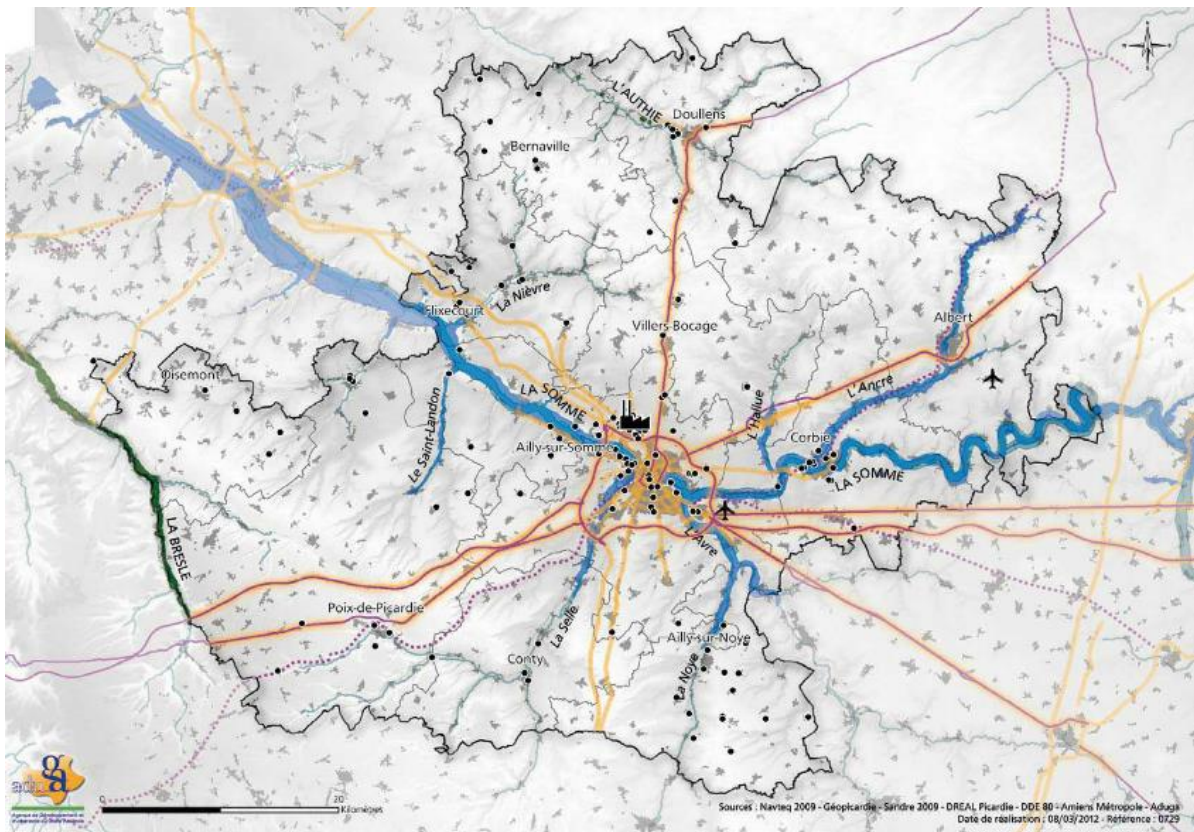 L'AUTHIE
Doullens
Bernaville
La Nièvre
Flixecourt
Villers-Bocage
Albert
Oisemont
LA SOMME
L'Ancre
L'Hallue
Le Saint-Landon
Ailly-sur-Somme
Corbie
LA SOMME
LA BRESLE
L'Avre
Poix-de-Picardie
La Selle
Ailly-sur-Noye
Conty
La Noye
ga
adu
0
20
Kilomètres
Sources : Navteq 2009 - Géopicardie - Sandre 2009 - DREAL Picardie - DDE 80 - Amiens Métropole - Aduga
Date de réalisation : 08/03/2012 - Référence : 0729